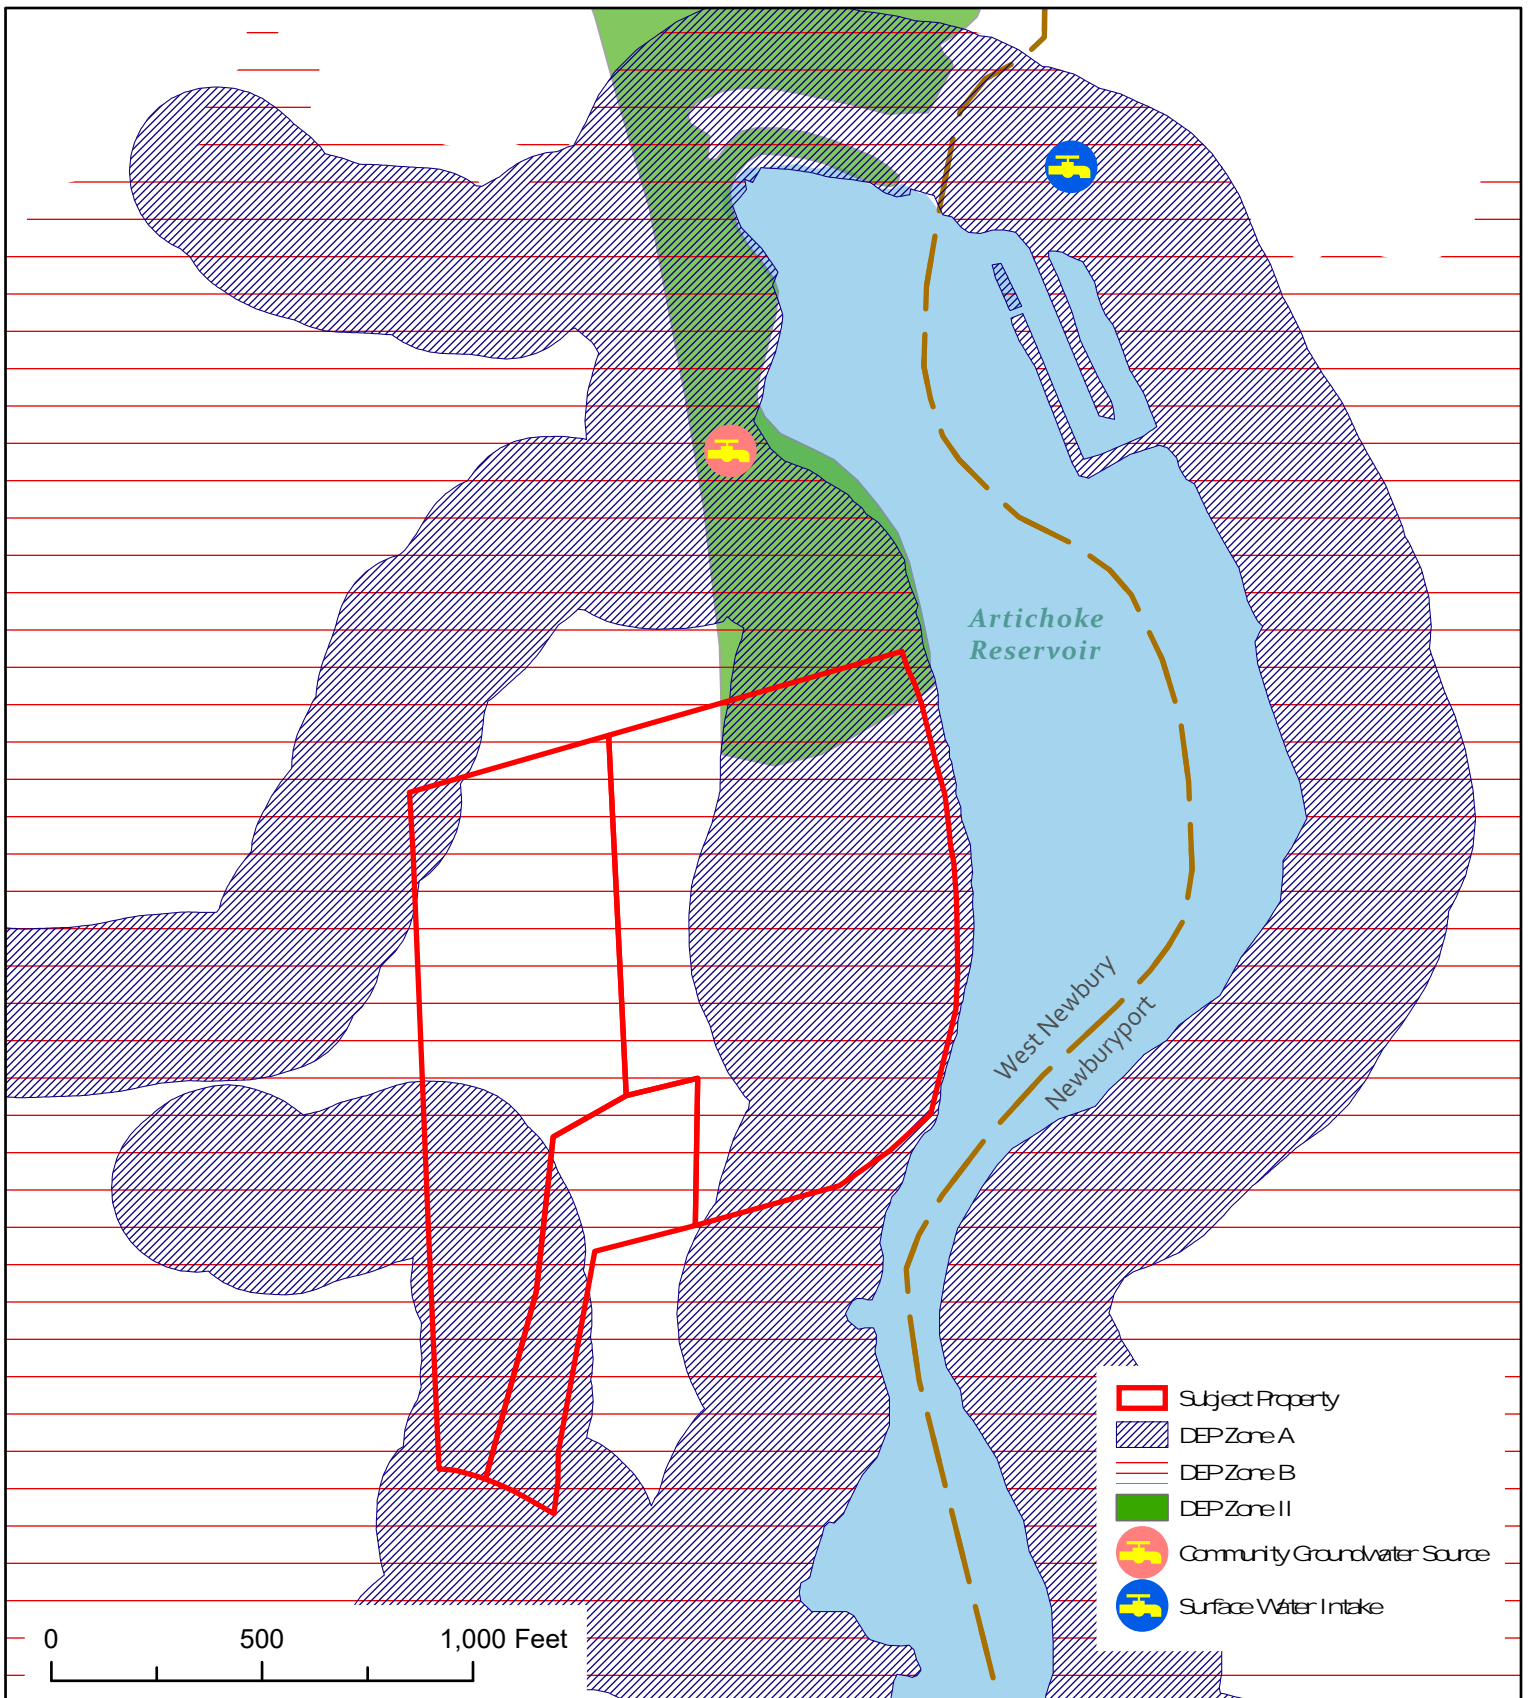 Artichoke
Reservoir
West Newbury
Newburyport
Subject Property
DEP Zone A
DEP Zone B
DEP Zone II
Community Groundwater Source
Surface Water Intake
0 500 1,000 Feet